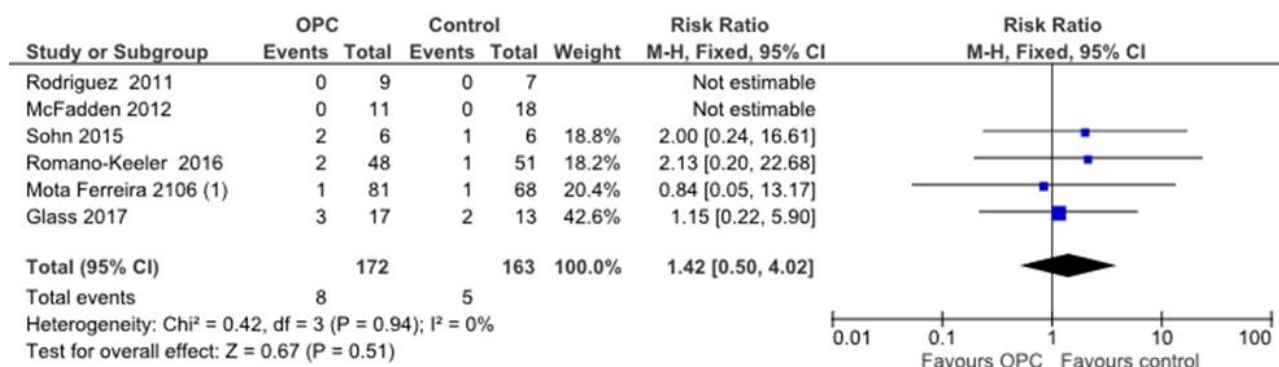 OPC Control Risk Ratio Risk Ratio
Study or Subgroup Events Total Events Total Weight M-H, Fixed, 95% CI M-H, Fixed, 95% CI
Rodriguez 2011 0 9 0 7 Not estimable
McFadden 2012 0 11 0 18 Not estimable
Sohn 2015 2 6 1 6 18.8% 2.00 [0.24, 16.61]
Romano-Keeler 2016 2 48 1 51 18.2% 2.13 [0.20, 22.68]
Mota Ferreira 2106 (1) 1 81 1 68 20.4% 0.84 [0.05, 13.17]
Glass 2017 3 17 2 13 42.6% 1.15 [0.22, 5.90]
Total (95% CI) 172 163 100.0% 1.42 [0.50, 4.02]
Total events 8 5
Heterogeneity: Chi² = 0.42, df = 3 (P = 0.94); I² = 0%
Test for overall effect: Z = 0.67 (P = 0.51)
0.01 0.1 1 10 100
Favours OPC Favours control